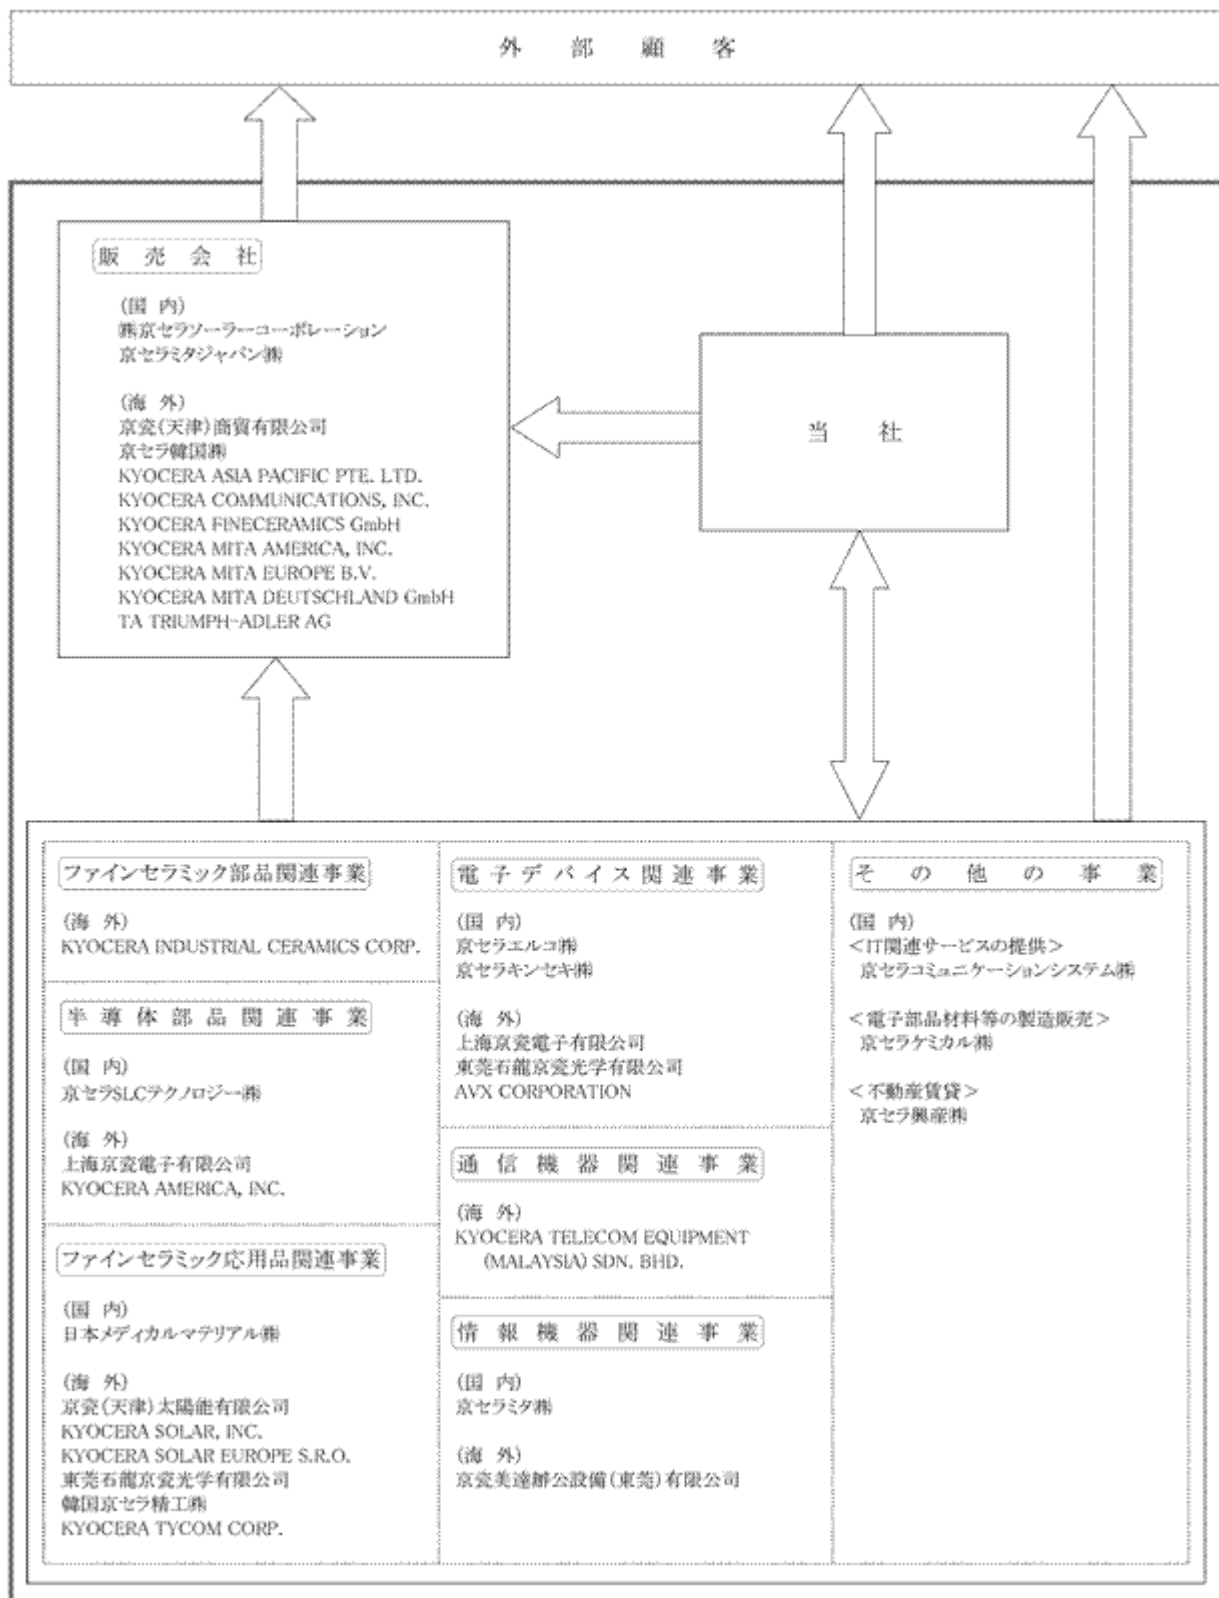 外部顧客
販売会社
(国内)
㈱京セラソーラーコーポレーション
京セラミタジャパン㈱
(海外)
京瓷(天津)商貿有限公司
京セラ韓国㈱
KYOCERA ASIA PACIFIC PTE. LTD.
KYOCERA COMMUNICATIONS, INC.
KYOCERA FINECERAMICS GmbH
KYOCERA MITA AMERICA, INC.
KYOCERA MITA EUROPE B.V.
KYOCERA MITA DEUTSCHLAND GmbH
TA TRIUMPH-ADLER AG
当社
ファインセラミック部品関連事業
(海外)
KYOCERA INDUSTRIAL CERAMICS CORP.
半導体部品関連事業
(国内)
京セラSLCテクノロジー㈱
(海外)
上海京瓷電子有限公司
KYOCERA AMERICA, INC.
ファインセラミック応用品関連事業
(国内)
日本メディカルマテリアル㈱
(海外)
京瓷(天津)太陽能有限公司
KYOCERA SOLAR, INC.
KYOCERA SOLAR EUROPE S.R.O.
東莞石龍京瓷光学有限公司
韓国京セラ精工㈱
KYOCERA TYCOM CORP.
電子デバイス関連事業
(国内)
京セラエルコ㈱
京セラキンセキ㈱
(海外)
上海京瓷電子有限公司
東莞石龍京瓷光学有限公司
AVX CORPORATION
通信機器関連事業
(海外)
KYOCERA TELECOM EQUIPMENT
(MALAYSIA) SDN. BHD.
情報機器関連事業
(国内)
京セラミタ㈱
(海外)
京瓷美達辦公設備(東莞)有限公司
その他の事業
(国内)
<IT関連サービスの提供>
京セラコミュニケーションシステム㈱
<電子部品材料等の製造販売>
京セラケミカル㈱
<不動産賃貸>
京セラ興産㈱